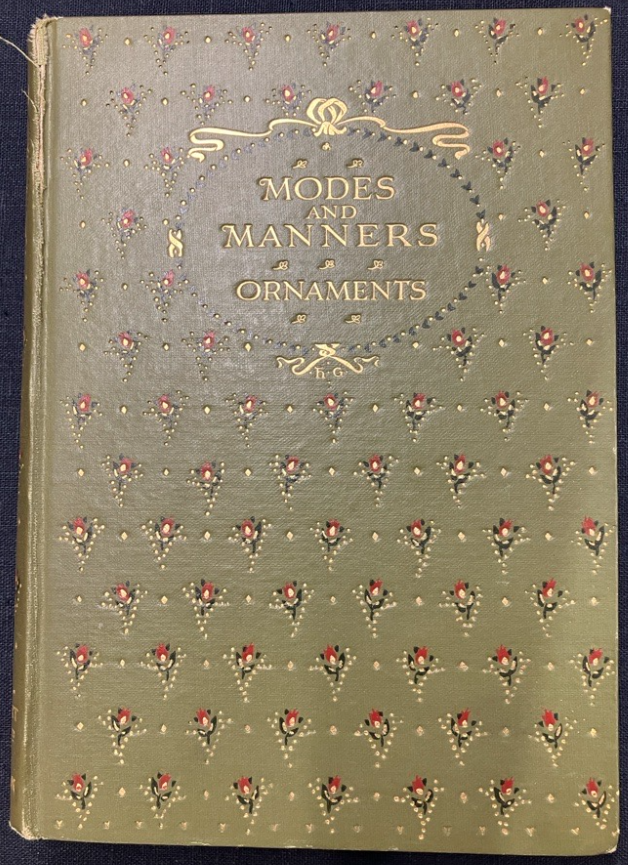 MODES
AND
MANNERS
ORNAMENTS
h·G·